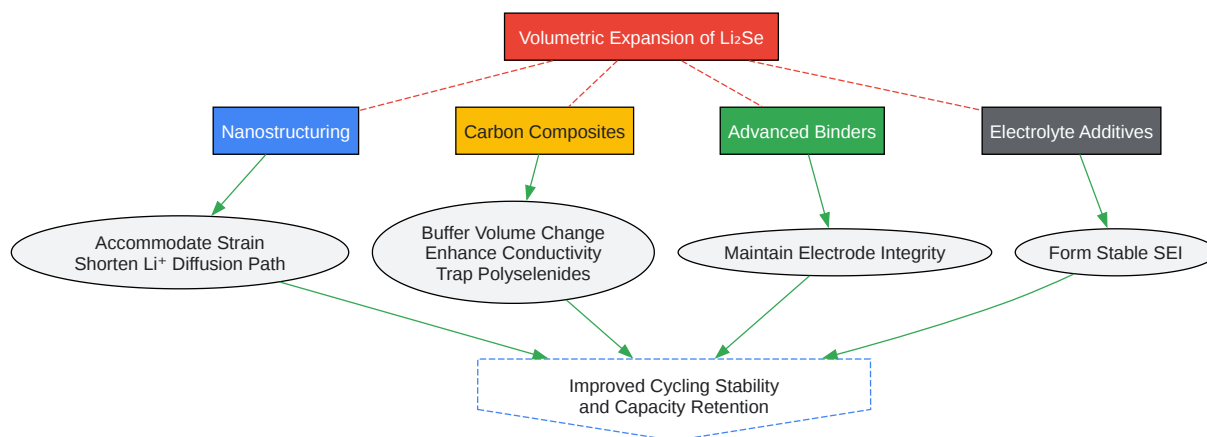 Volumetric Expansion of Li₂Se
Nanostructuring
Carbon Composites
Advanced Binders
Electrolyte Additives
Accommodate Strain
Shorten Li⁺ Diffusion Path
Buffer Volume Change
Enhance Conductivity
Trap Polyselenides
Maintain Electrode Integrity
Form Stable SEI
Improved Cycling Stability
and Capacity Retention